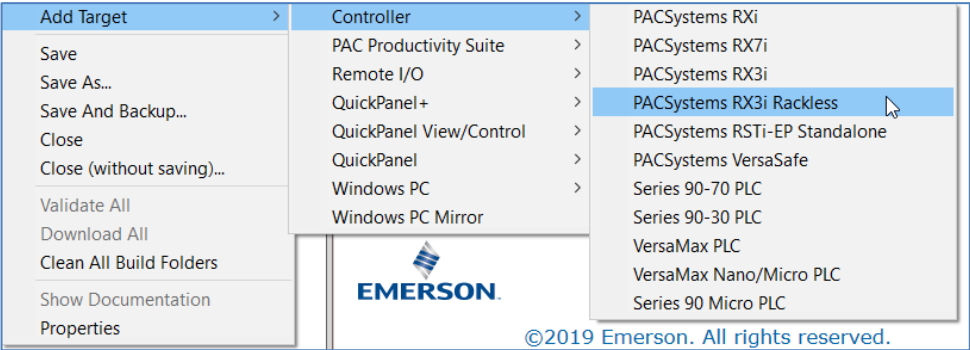 Add Target >
Save
Save As...
Save And Backup...
Close
Close (without saving)...
Validate All
Download All
Clean All Build Folders
Show Documentation
Properties
Controller >
PAC Productivity Suite >
Remote I/O >
QuickPanel+ >
QuickPanel View/Control >
QuickPanel >
Windows PC >
Windows PC Mirror
PACSystems RXi
PACSystems RX7i
PACSystems RX3i
PACSystems RX3i Rackless
PACSystems RSTi-EP Standalone
PACSystems VersaSafe
Series 90-70 PLC
Series 90-30 PLC
VersaMax PLC
VersaMax Nano/Micro PLC
Series 90 Micro PLC
EMERSON.
©2019 Emerson. All rights reserved.